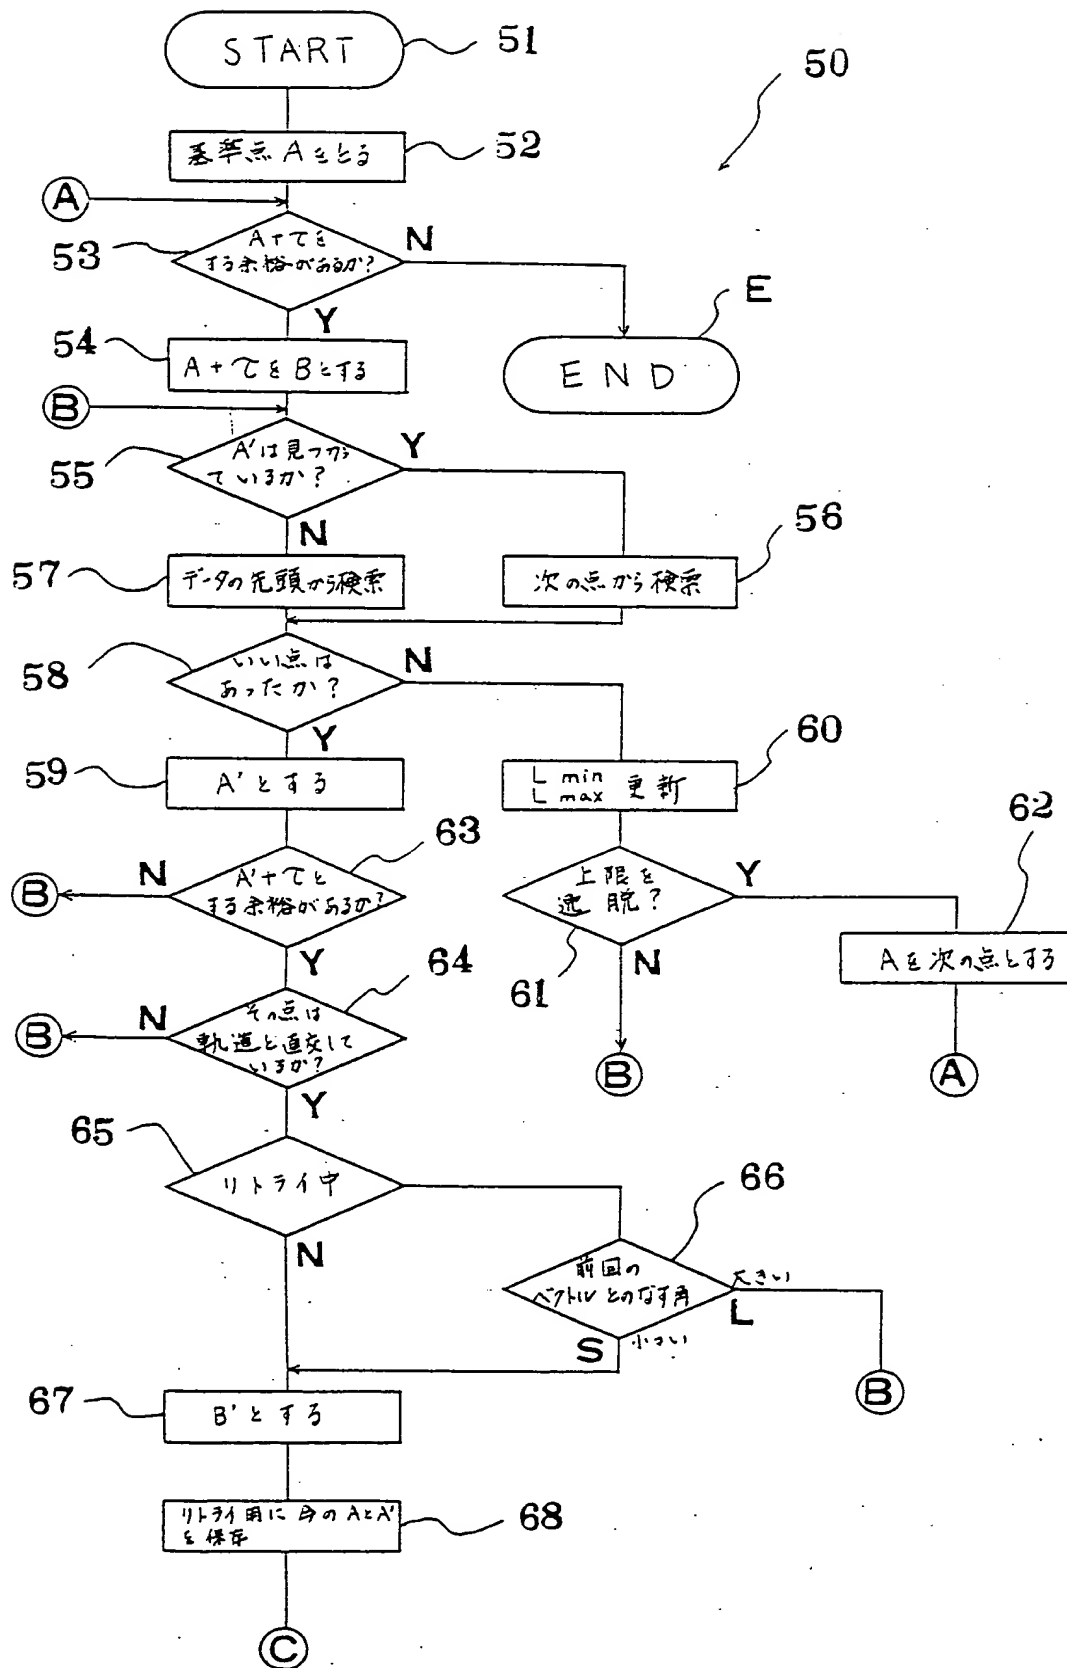 START
51
50
基準点Aをとる
52
A
53
A+τを
する余裕があるか?
N
Y
E
END
54
A+τをBとする
B
55
A'は見つかっ
ているか?
Y
N
56
次の点から検索
57
データの先頭から検索
58
いい点は
あったか?
N
Y
59
A'とする
60
L min
L max 更新
62
63
A'+τと
する余裕があるか?
N
B
Y
上限を
逸脱?
Y
61
N
B
Aを次の点とする
A
64
その点は
軌道と直交して
いるか?
N
B
Y
65
リトライ中
N
66
前回の
ベクトルとのなす角
大きい
L
S
小さい
B
67
B'とする
リトライ用に今のAとA'
を保存
68
C